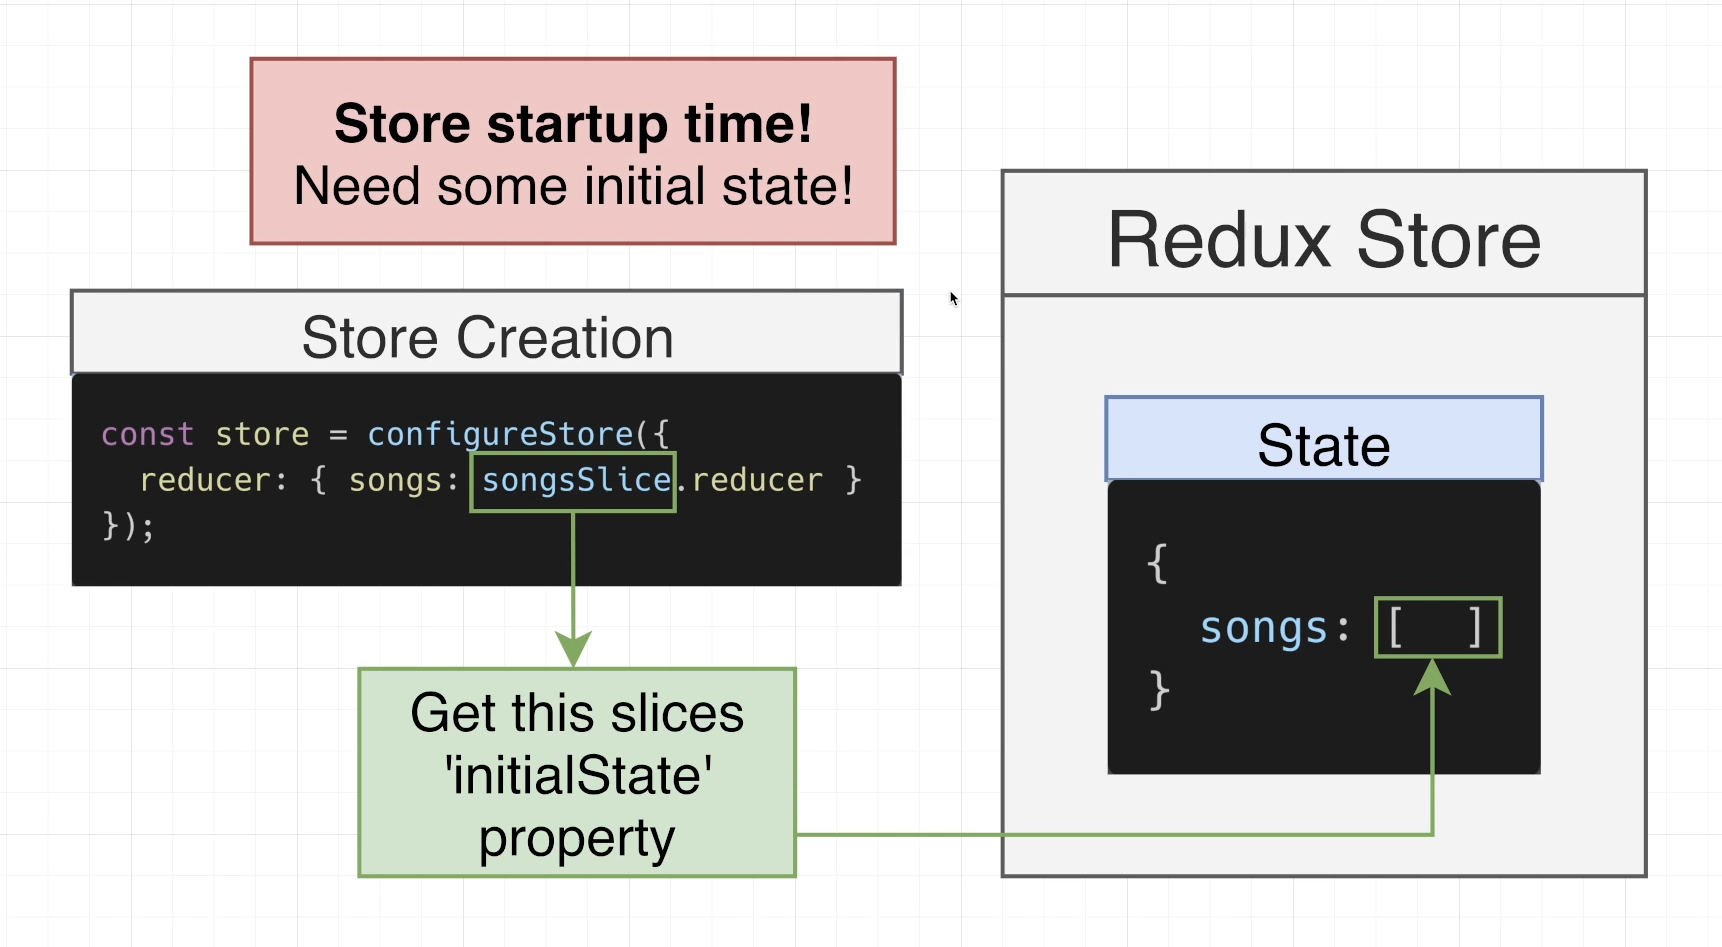 Store startup time!
Need some initial state!
Store Creation
const store = configureStore({
  reducer: { songs: songsSlice.reducer }
});
Get this slices
'initialState'
property
Redux Store
State
{
  songs: [   ]
}